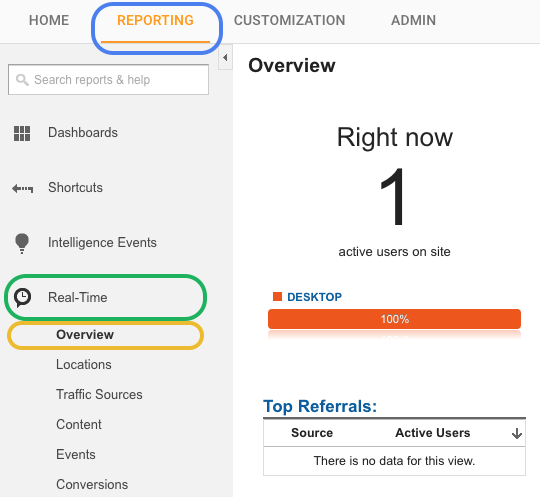 HOME REPORTING CUSTOMIZATION ADMIN
Search reports & help
Dashboards
Shortcuts
Intelligence Events
Real-Time
Overview
Locations
Traffic Sources
Content
Events
Conversions
Overview
Right now
1
active users on site
DESKTOP
100%
Top Referrals:
Source Active Users
There is no data for this view.